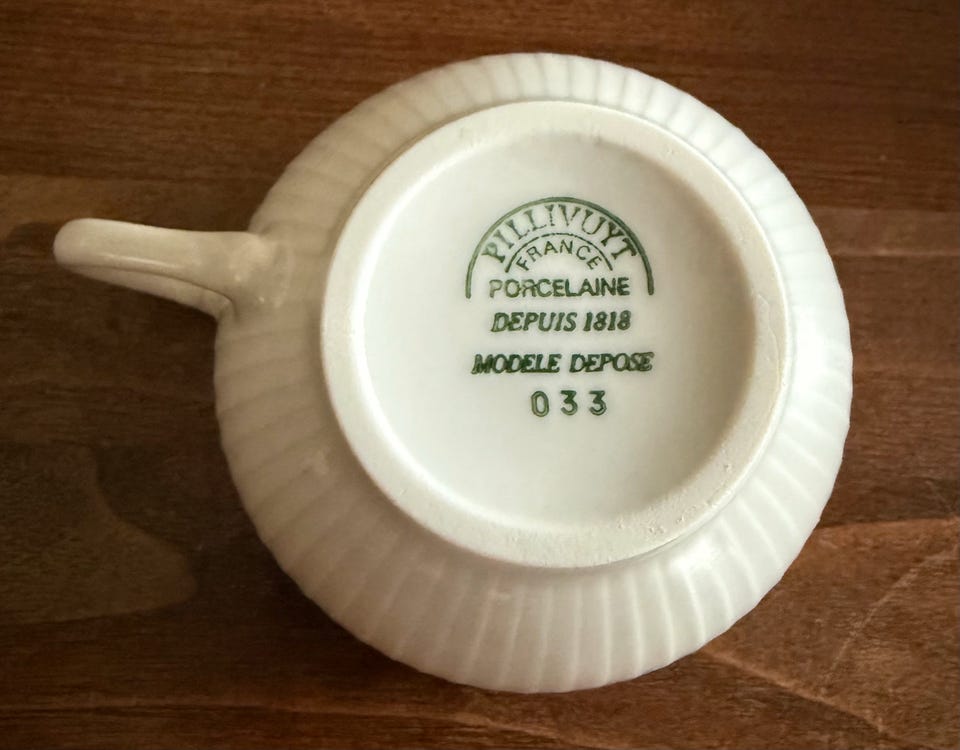 PILLIVUYT
FRANCE
PORCELAINE
DEPUIS 1818
MODELE DEPOSE
033